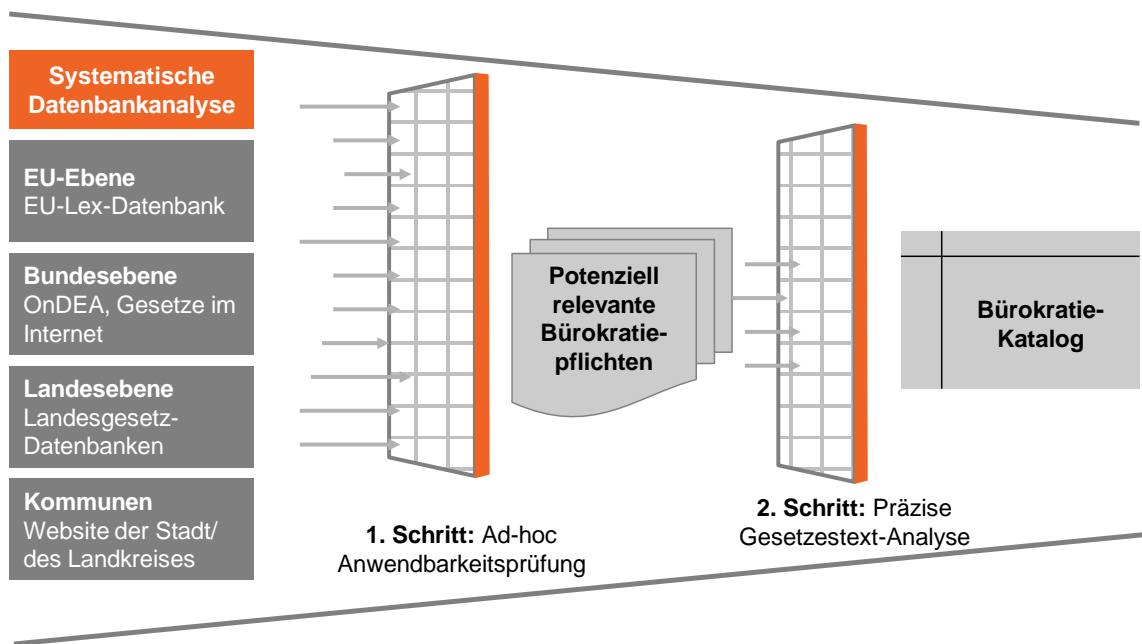 Systematische
Datenbankanalyse
EU-Ebene
EU-Lex-Datenbank
Bundesebene
OnDEA, Gesetze im
Internet
Landesebene
Landesgesetz-
Datenbanken
Kommunen
Website der Stadt/
des Landkreises
1. Schritt: Ad-hoc
Anwendbarkeitsprüfung
Potenziell
relevante
Bürokratie-
pflichten
2. Schritt: Präzise
Gesetzestext-Analyse
Bürokratie-
Katalog